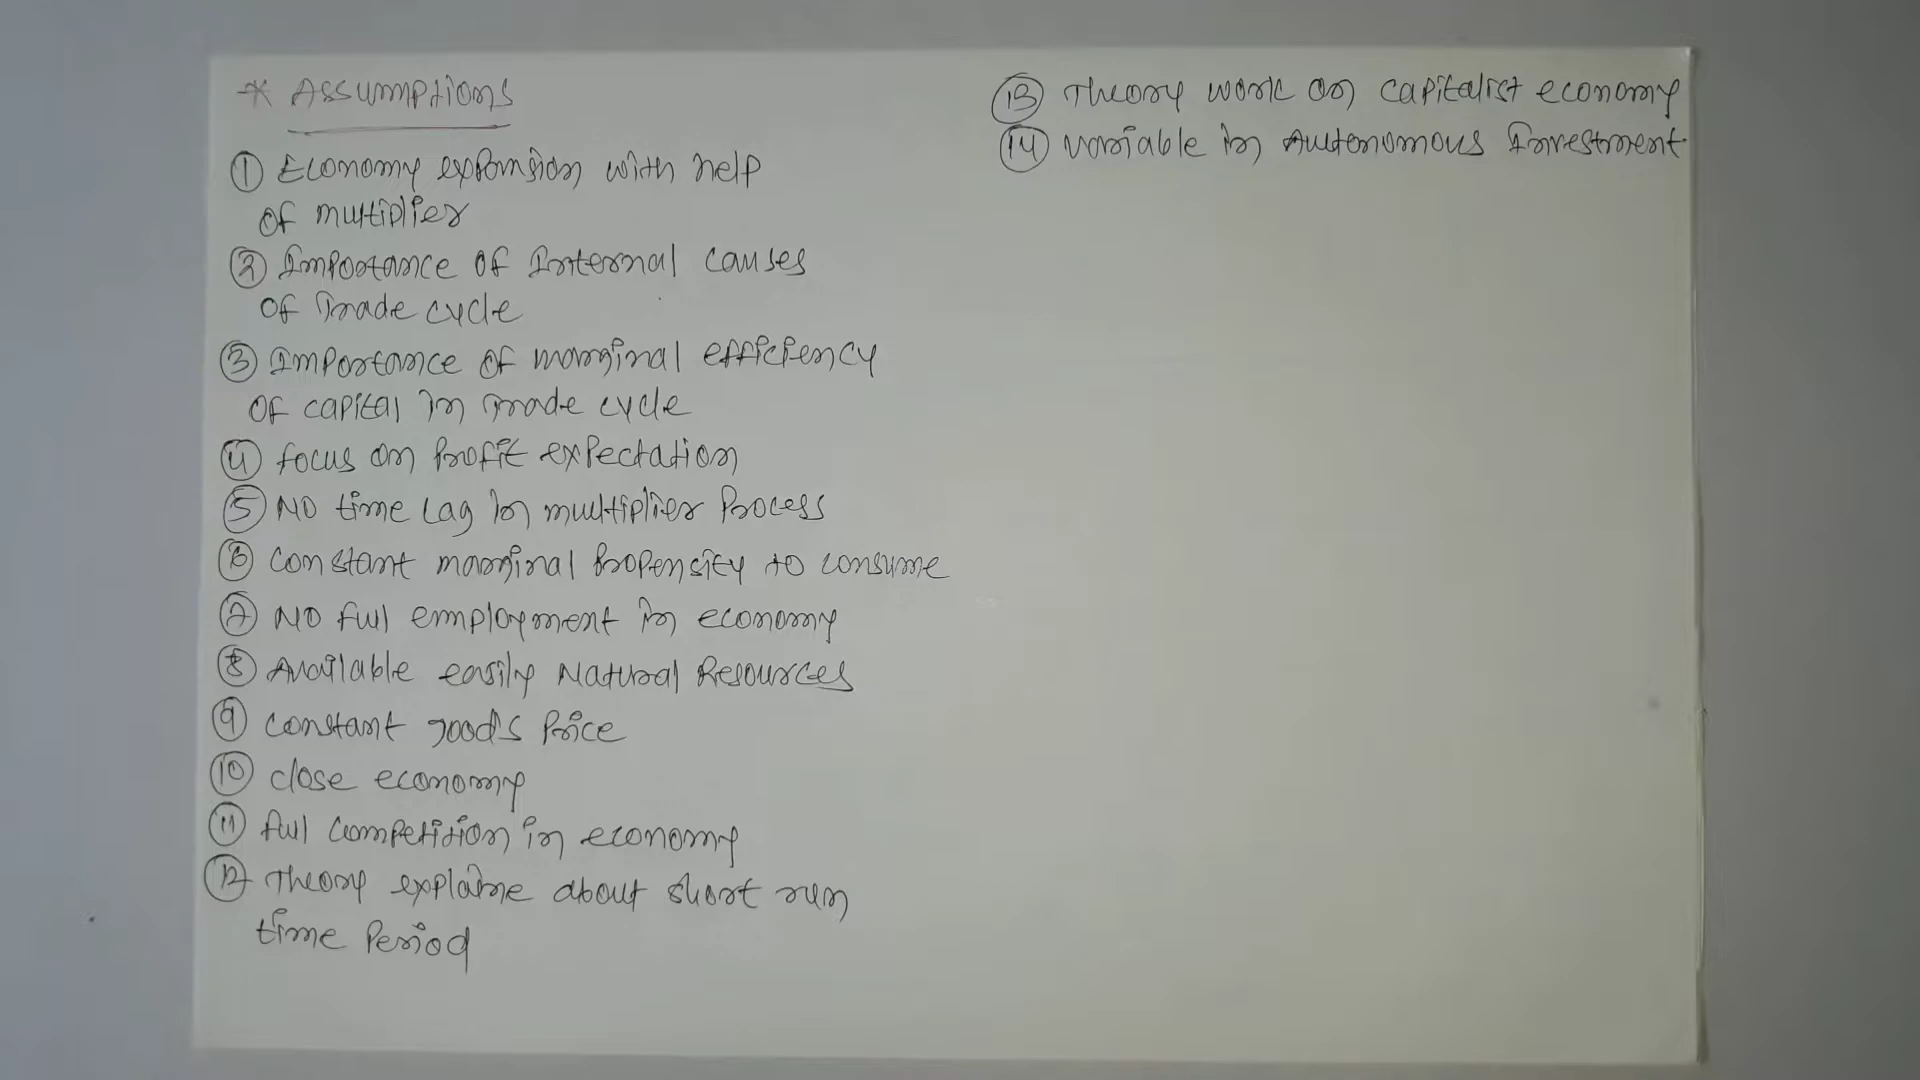 * Assumptions
① Economy expansion with help
of multiplier
② Importance of Internal causes
of Trade cycle
③ Importance of marginal efficiency
of capital in Trade cycle
④ focus on Profit expectation
⑤ No time Lag in multiplier Process
⑥ constant marginal Propensity to consume
⑦ No full employment in economy
⑧ Available easily Natural Resources
⑨ constant good's Price
⑩ close economy
⑪ full competition in economy
⑫ Theory explaine about short run
time Period
⑬ Theory work on capitalist economy
⑭ variable in Autonomous Investment